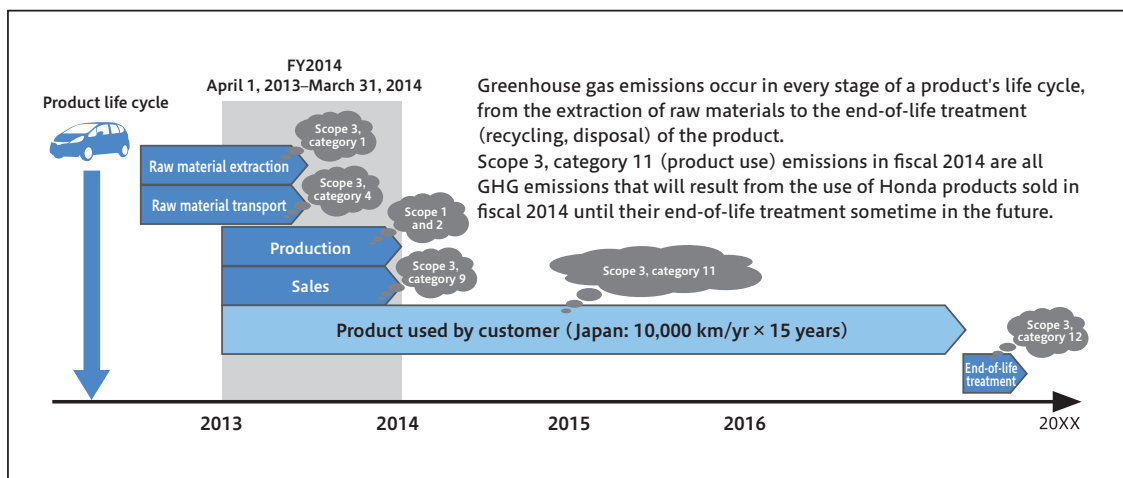 FY2014
April 1, 2013–March 31, 2014
Product life cycle
Greenhouse gas emissions occur in every stage of a product's life cycle,
from the extraction of raw materials to the end-of-life treatment
(recycling, disposal) of the product.
Scope 3, category 11 (product use) emissions in fiscal 2014 are all
GHG emissions that will result from the use of Honda products sold in
fiscal 2014 until their end-of-life treatment sometime in the future.
Scope 3,
category 1
Raw material extraction
Scope 3,
category 4
Raw material transport
Scope 1
and 2
Production
Scope 3,
category 9
Sales
Scope 3, category 11
Product used by customer (Japan: 10,000 km/yr × 15 years)
Scope 3,
category 12
End-of-life
treatment
2013
2014
2015
2016
20XX